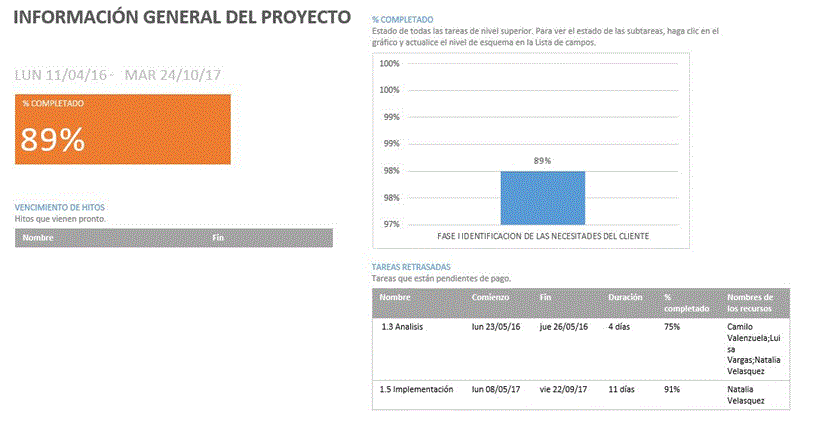 INFORMACIÓN GENERAL DEL PROYECTO
LUN 11/04/16 - MAR 24/10/17
% COMPLETADO
89%
VENCIMIENTO DE HITOS
Hitos que vienen pronto.
Nombre Fin
% COMPLETADO
Estado de todas las tareas de nivel superior. Para ver el estado de las subtareas, haga clic en el
gráfico y actualice el nivel de esquema en la Lista de campos.
100%
100%
99%
99%
98%
98%
97%
89%
FASE I IDENTIFICACION DE LAS NECESITADES DEL CLIENTE
TAREAS RETRASADAS
Tareas que están pendientes de pago.
Nombre Comienzo Fin Duración % completado Nombres de los recursos
1.3 Analisis lun 23/05/16 jue 26/05/16 4 días 75% Camilo
Valenzuela;Lui
sa
Vargas;Natalia
Velasquez
1.5 Implementación lun 08/05/17 vie 22/09/17 11 días 91% Natalia
Velasquez